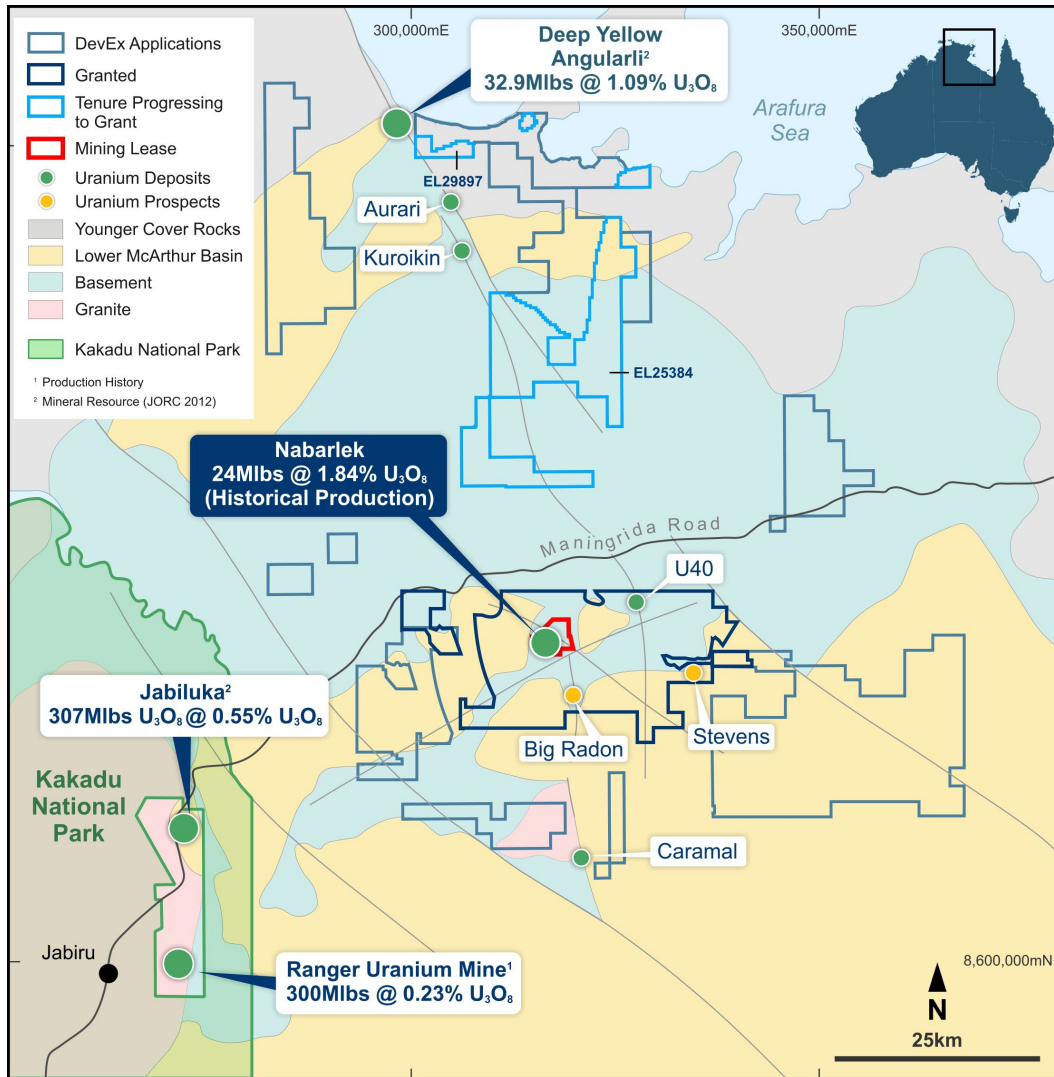 300,000mE
350,000mE
DevEx Applications
Granted
Tenure Progressing
to Grant
Mining Lease
Uranium Deposits
Uranium Prospects
Younger Cover Rocks
Lower McArthur Basin
Basement
Granite
Kakadu National Park
¹ Production History
² Mineral Resource (JORC 2012)
Deep Yellow
Angularli²
32.9Mlbs @ 1.09% U₃O₈
Arafura
Sea
EL29897
Aurari
Kuroikin
EL25384
Nabarlek
24Mlbs @ 1.84% U₃O₈
(Historical Production)
Maningrida Road
U40
Jabiluka²
307Mlbs U₃O₈ @ 0.55% U₃O₈
Big Radon
Stevens
Kakadu
National
Park
Caramal
Jabiru
Ranger Uranium Mine¹
300Mlbs @ 0.23% U₃O₈
8,600,000mN
N
25km